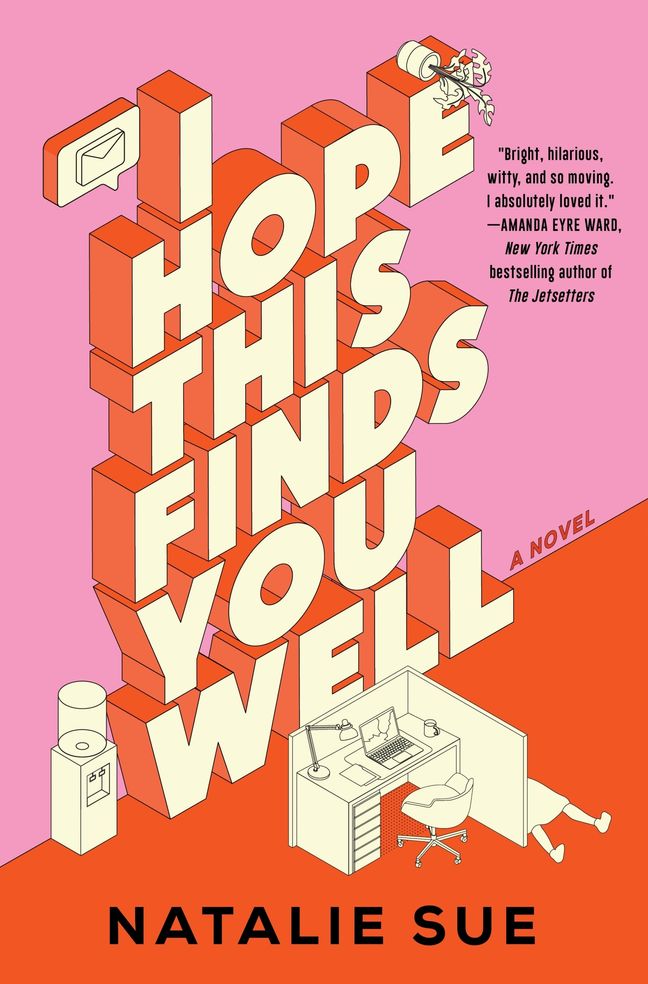 I
HOPE
THIS
FINDS
YOU
WELL
"Bright, hilarious,
witty, and so moving.
I absolutely loved it."
—AMANDA EYRE WARD,
New York Times
bestselling author of
The Jetsetters
A NOVEL
NATALIE SUE